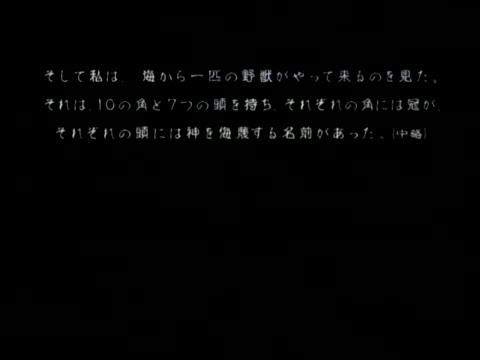 そして私は、海から一匹の野獣がやって来るのを見た。
それは、10の角と7つの頭を持ち、それぞれの角には冠が、
それぞれの頭には神を侮蔑する名前があった。(中略)